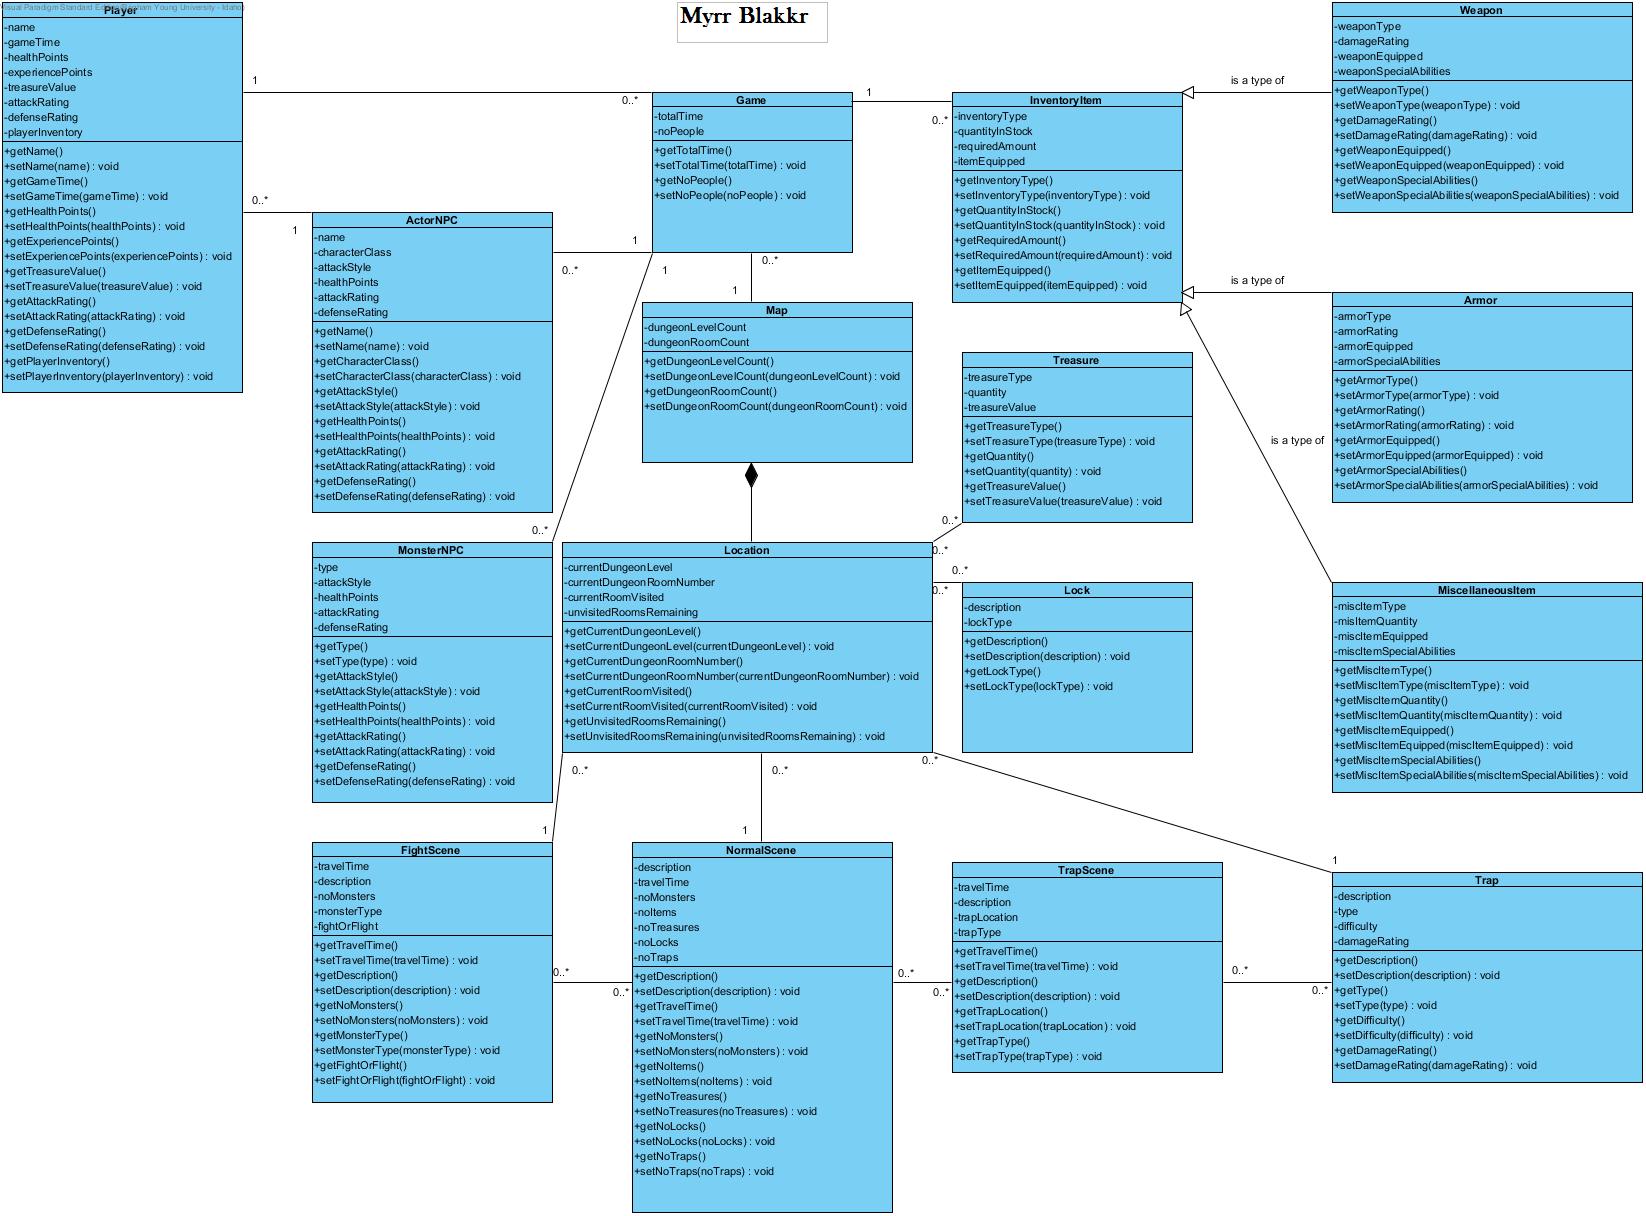 Visual Paradigm Standard Edition(Brigham Young University - Idaho)
Myrr Blakkr
Player
-name
-gameTime
-healthPoints
-experiencePoints
-treasureValue
-attackRating
-defenseRating
-playerInventory
+getName()
+setName(name) : void
+getGameTime()
+setGameTime(gameTime) : void
+getHealthPoints()
+setHealthPoints(healthPoints) : void
+getExperiencePoints()
+setExperiencePoints(experiencePoints) : void
+getTreasureValue()
+setTreasureValue(treasureValue) : void
+getAttackRating()
+setAttackRating(attackRating) : void
+getDefenseRating()
+setDefenseRating(defenseRating) : void
+getPlayerInventory()
+setPlayerInventory(playerInventory) : void
1
0..*
0..*
1
Game
-totalTime
-noPeople
+getTotalTime()
+setTotalTime(totalTime) : void
+getNoPeople()
+setNoPeople(noPeople) : void
1
0..*
InventoryItem
-inventoryType
-quantityInStock
-requiredAmount
-itemEquipped
+getInventoryType()
+setInventoryType(inventoryType) : void
+getQuantityInStock()
+setQuantityInStock(quantityInStock) : void
+getRequiredAmount()
+setRequiredAmount(requiredAmount) : void
+getItemEquipped()
+setItemEquipped(itemEquipped) : void
is a type of
Weapon
-weaponType
-damageRating
-weaponEquipped
-weaponSpecialAbilities
+getWeaponType()
+setWeaponType(weaponType) : void
+getDamageRating()
+setDamageRating(damageRating) : void
+getWeaponEquipped()
+setWeaponEquipped(weaponEquipped) : void
+getWeaponSpecialAbilities()
+setWeaponSpecialAbilities(weaponSpecialAbilities) : void
ActorNPC
-name
-characterClass
-attackStyle
-healthPoints
-attackRating
-defenseRating
+getName()
+setName(name) : void
+getCharacterClass()
+setCharacterClass(characterClass) : void
+getAttackStyle()
+setAttackStyle(attackStyle) : void
+getHealthPoints()
+setHealthPoints(healthPoints) : void
+getAttackRating()
+setAttackRating(attackRating) : void
+getDefenseRating()
+setDefenseRating(defenseRating) : void
1
0..*
1
0..*
0..*
1
Map
-dungeonLevelCount
-dungeonRoomCount
+getDungeonLevelCount()
+setDungeonLevelCount(dungeonLevelCount) : void
+getDungeonRoomCount()
+setDungeonRoomCount(dungeonRoomCount) : void
is a type of
Armor
-armorType
-armorRating
-armorEquipped
-armorSpecialAbilities
+getArmorType()
+setArmorType(armorType) : void
+getArmorRating()
+setArmorRating(armorRating) : void
+getArmorEquipped()
+setArmorEquipped(armorEquipped) : void
+getArmorSpecialAbilities()
+setArmorSpecialAbilities(armorSpecialAbilities) : void
Treasure
-treasureType
-quantity
-treasureValue
+getTreasureType()
+setTreasureType(treasureType) : void
+getQuantity()
+setQuantity(quantity) : void
+getTreasureValue()
+setTreasureValue(treasureValue) : void
0..*
0..*
is a type of
MonsterNPC
-type
-attackStyle
-healthPoints
-attackRating
-defenseRating
+getType()
+setType(type) : void
+getAttackStyle()
+setAttackStyle(attackStyle) : void
+getHealthPoints()
+setHealthPoints(healthPoints) : void
+getAttackRating()
+setAttackRating(attackRating) : void
+getDefenseRating()
+setDefenseRating(defenseRating) : void
Location
-currentDungeonLevel
-currentDungeonRoomNumber
-currentRoomVisited
-unvisitedRoomsRemaining
+getCurrentDungeonLevel()
+setCurrentDungeonLevel(currentDungeonLevel) : void
+getCurrentDungeonRoomNumber()
+setCurrentDungeonRoomNumber(currentDungeonRoomNumber) : void
+getCurrentRoomVisited()
+setCurrentRoomVisited(currentRoomVisited) : void
+getUnvisitedRoomsRemaining()
+setUnvisitedRoomsRemaining(unvisitedRoomsRemaining) : void
0..*
0..*
Lock
-description
-lockType
+getDescription()
+setDescription(description) : void
+getLockType()
+setLockType(lockType) : void
MiscellaneousItem
-miscItemType
-misItemQuantity
-miscItemEquipped
-miscItemSpecialAbilities
+getMiscItemType()
+setMiscItemType(miscItemType) : void
+getMiscItemQuantity()
+setMiscItemQuantity(miscItemQuantity) : void
+getMiscItemEquipped()
+setMiscItemEquipped(miscItemEquipped) : void
+getMiscItemSpecialAbilities()
+setMiscItemSpecialAbilities(miscItemSpecialAbilities) : void
0..*
1
0..*
1
0..*
1
FightScene
-travelTime
-description
-noMonsters
-monsterType
-fightOrFlight
+getTravelTime()
+setTravelTime(travelTime) : void
+getDescription()
+setDescription(description) : void
+getNoMonsters()
+setNoMonsters(noMonsters) : void
+getMonsterType()
+setMonsterType(monsterType) : void
+getFightOrFlight()
+setFightOrFlight(fightOrFlight) : void
0..*
0..*
NormalScene
-description
-travelTime
-noMonsters
-noItems
-noTreasures
-noLocks
-noTraps
+getDescription()
+setDescription(description) : void
+getTravelTime()
+setTravelTime(travelTime) : void
+getNoMonsters()
+setNoMonsters(noMonsters) : void
+getNoItems()
+setNoItems(noItems) : void
+getNoTreasures()
+setNoTreasures(noTreasures) : void
+getNoLocks()
+setNoLocks(noLocks) : void
+getNoTraps()
+setNoTraps(noTraps) : void
0..*
0..*
TrapScene
-travelTime
-description
-trapLocation
-trapType
+getTravelTime()
+setTravelTime(travelTime) : void
+getDescription()
+setDescription(description) : void
+getTrapLocation()
+setTrapLocation(trapLocation) : void
+getTrapType()
+setTrapType(trapType) : void
0..*
0..*
Trap
-description
-type
-difficulty
-damageRating
+getDescription()
+setDescription(description) : void
+getType()
+setType(type) : void
+getDifficulty()
+setDifficulty(difficulty) : void
+getDamageRating()
+setDamageRating(damageRating) : void